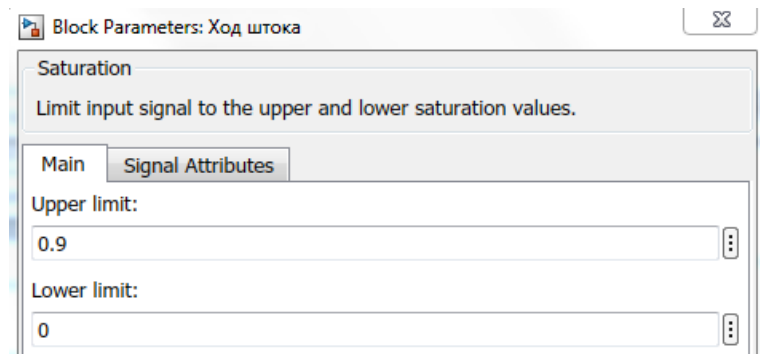 Block Parameters: Ход штока
Saturation
Limit input signal to the upper and lower saturation values.
Main Signal Attributes
Upper limit:
0.9
Lower limit:
0